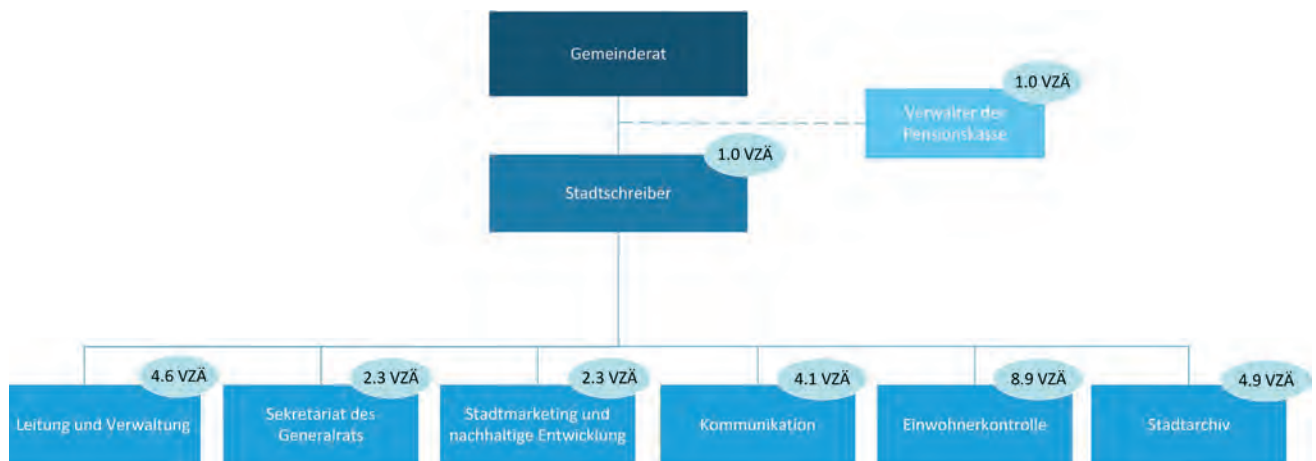 Gemeinderat
1.0 VZÄ
Verwalter der
Pensionskasse
1.0 VZÄ
Stadtschreiber
4.6 VZÄ
Leitung und Verwaltung
2.3 VZÄ
Sekretariat des
Generalrats
2.3 VZÄ
Stadtmarketing und
nachhaltige Entwicklung
4.1 VZÄ
Kommunikation
8.9 VZÄ
Einwohnerkontrolle
4.9 VZÄ
Stadtarchiv